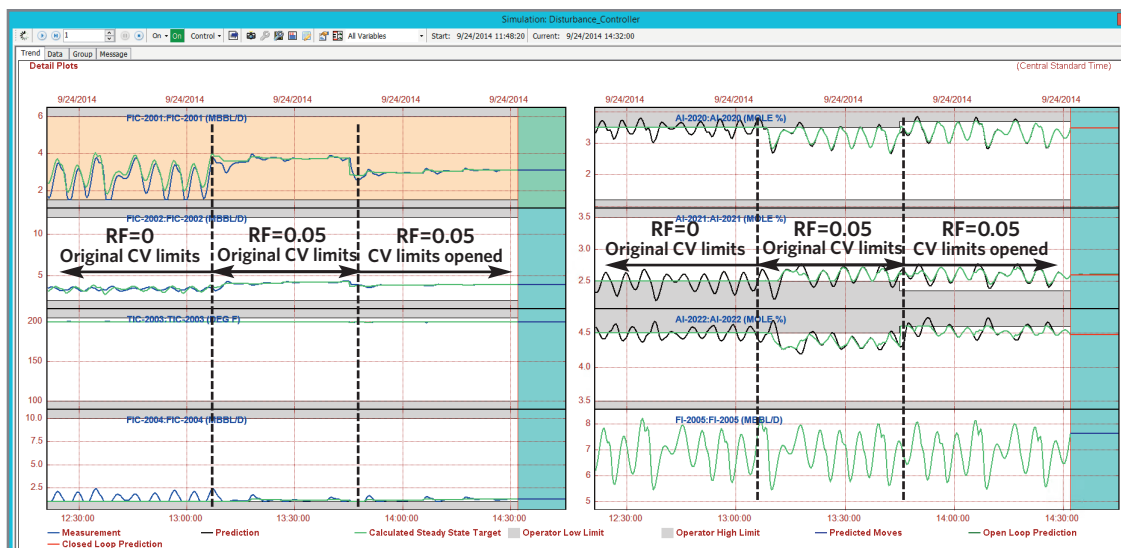 Simulation: Disturbance_Controller
1 On On Control All Variables Start: 9/24/2014 11:48:20 Current: 9/24/2014 14:32:00
Trend Data Group Message
Detail Plots (Central Standard Time)
9/24/2014 9/24/2014 9/24/2014 9/24/2014 9/24/2014
FIC-2001:FIC-2001 (MBBL/D)
6
4
2
FIC-2002:FIC-2002 (MBBL/D)
10
5
RF=0
Original CV limits
RF=0.05
Original CV limits
RF=0.05
CV limits opened
TIC-2003:TIC-2003 (DEG F)
200
150
100
FIC-2004:FIC-2004 (MBBL/D)
10.0
7.5
5.0
2.5
12:30:00 13:00:00 13:30:00 14:00:00 14:30:00
9/24/2014 9/24/2014 9/24/2014 9/24/2014 9/24/2014
AI-2020:AI-2020 (MOLE %)
3
2
AI-2021:AI-2021 (MOLE %)
3.5
3.0
2.5
RF=0
Original CV limits
RF=0.05
Original CV limits
RF=0.05
CV limits opened
AI-2022:AI-2022 (MOLE %)
4.5
4.0
3.5
FI-2005:FI-2005 (MBBL/D)
8
7
6
5
12:30:00 13:00:00 13:30:00 14:00:00 14:30:00
Measurement Prediction Calculated Steady State Target Operator Low Limit Operator High Limit Predicted Moves Open Loop Prediction
Closed Loop Prediction